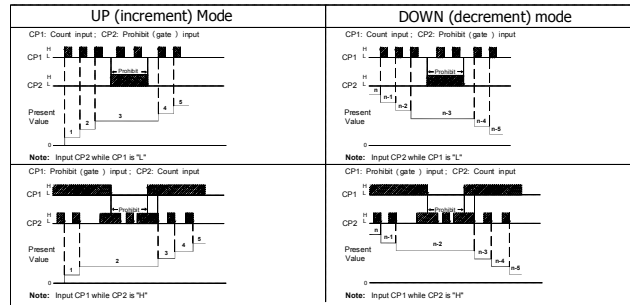 UP (increment) Mode
DOWN (decrement) mode
CP1: Count input; CP2: Prohibit (gate) input
CP1 H L
Prohibit
CP2 H L
Present Value
0
1
2
3
4
5
Note: Input CP2 while CP1 is "L"
CP1: Count input; CP2: Prohibit (gate) input
CP1 H L
Prohibit
CP2 H L
Present Value
n
n-1
n-2
n-3
n-4
n-5
0
Note: Input CP2 while CP1 is "L"
CP1: Prohibit (gate) input; CP2: Count input
CP1 H L
Prohibit
CP2 H L
Present Value
0
1
2
3
4
5
Note: Input CP1 while CP2 is "H"
CP1: Prohibit (gate) input; CP2: Count input
CP1 H L
Prohibit
CP2 H L
Present Value
n
n-1
n-2
n-3
n-4
n-5
0
Note: Input CP1 while CP2 is "H"